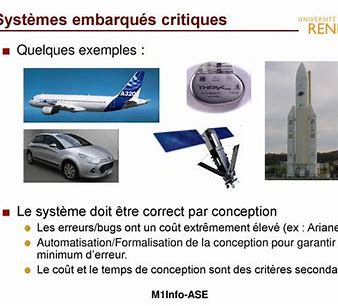 Systèmes embarqués critiques
UNIVERSITÉ
RENNE
Quelques exemples :
A320
THERA
Le système doit être correct par conception
Les erreurs/bugs ont un coût extrêmement élevé (ex : Ariane
Automatisation/Formalisation de la conception pour garantir
minimum d'erreur.
Le coût et le temps de conception sont des critères seconda
M1Info-ASE